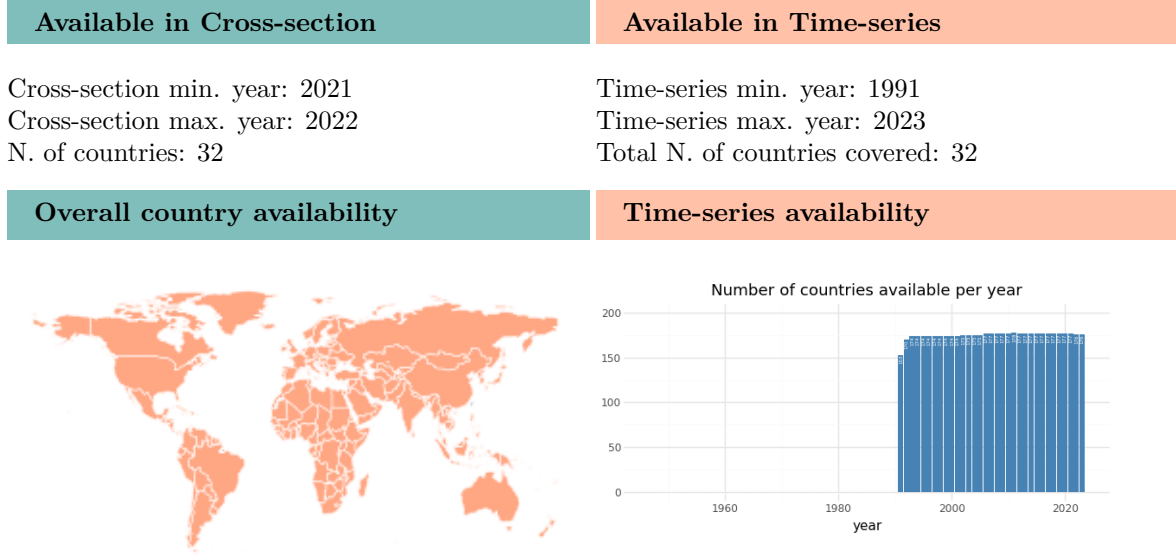 Available in Cross-section
Available in Time-series
Cross-section min. year: 2021
Cross-section max. year: 2022
N. of countries: 32
Time-series min. year: 1991
Time-series max. year: 2023
Total N. of countries covered: 32
Overall country availability
Time-series availability
Number of countries available per year
200
150
100
50
0
1960
1980
2000
2020
year